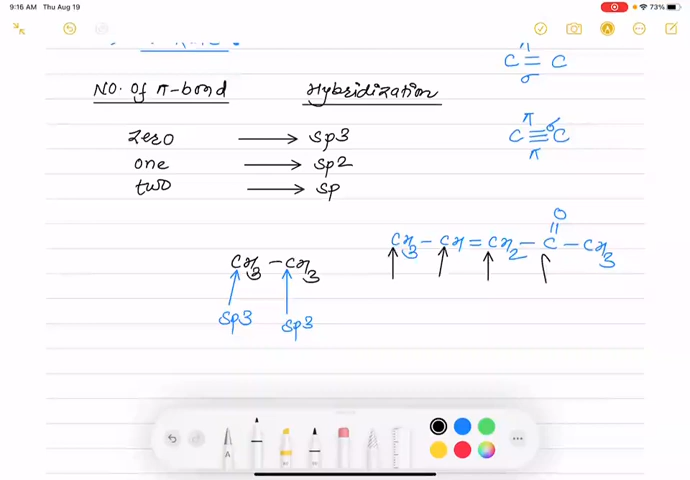 9:16 AM Thu Aug 19
73%
C = C
σ
NO. of π-bond Hybridization
π
C ≡ C
σ
π
zero → sp3
one → sp2
two → sp
O
CH3 – CH = CH2 – C – CH3
CH3 – CH3
sp3 sp3
A